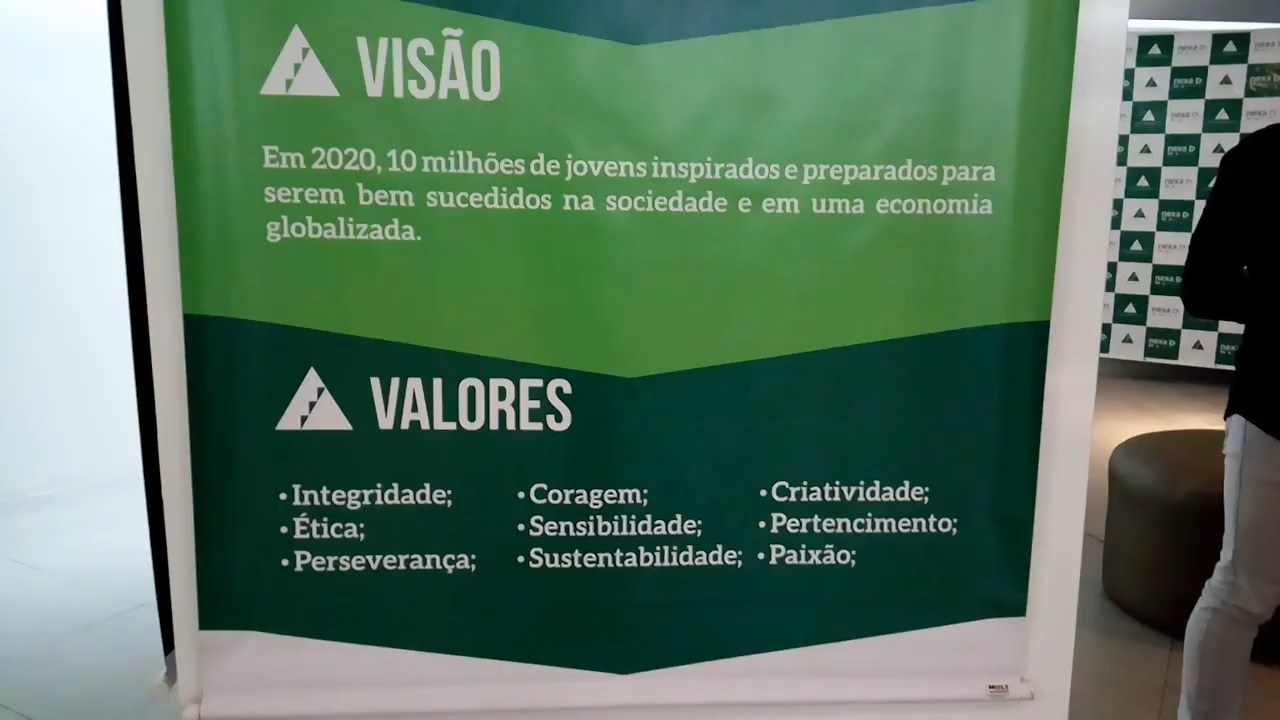 VISÃO
Em 2020, 10 milhões de jovens inspirados e preparados para
serem bem sucedidos na sociedade e em uma economia
globalizada.
VALORES
• Integridade;
• Ética;
• Perseverança;
• Coragem;
• Sensibilidade;
• Sustentabilidade;
• Criatividade;
• Pertencimento;
• Paixão;
nexa